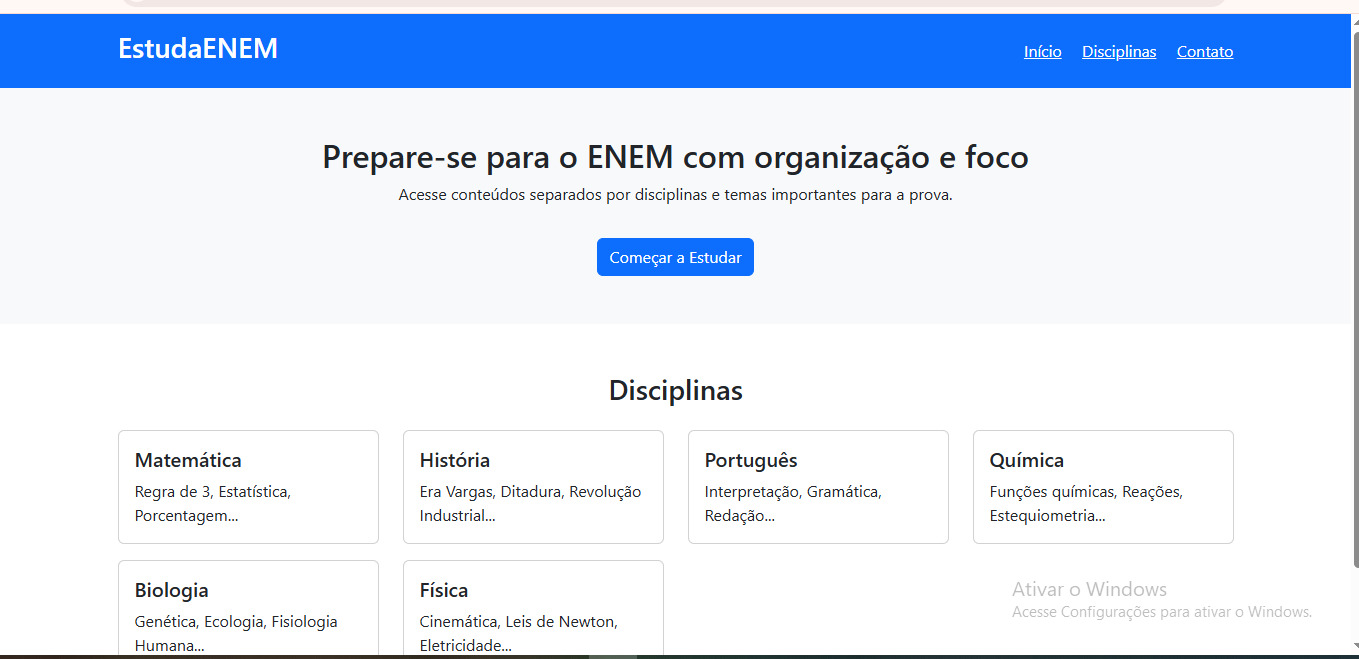 EstudaENEM
Início Disciplinas Contato
Prepare-se para o ENEM com organização e foco
Acesse conteúdos separados por disciplinas e temas importantes para a prova.
Começar a Estudar
Disciplinas
Matemática
Regra de 3, Estatística,
Porcentagem...
História
Era Vargas, Ditadura, Revolução
Industrial...
Português
Interpretação, Gramática,
Redação...
Química
Funções químicas, Reações,
Estequiometria...
Biologia
Genética, Ecologia, Fisiologia
Humana...
Física
Cinemática, Leis de Newton,
Eletricidade...
Ativar o Windows
Acesse Configurações para ativar o Windows.